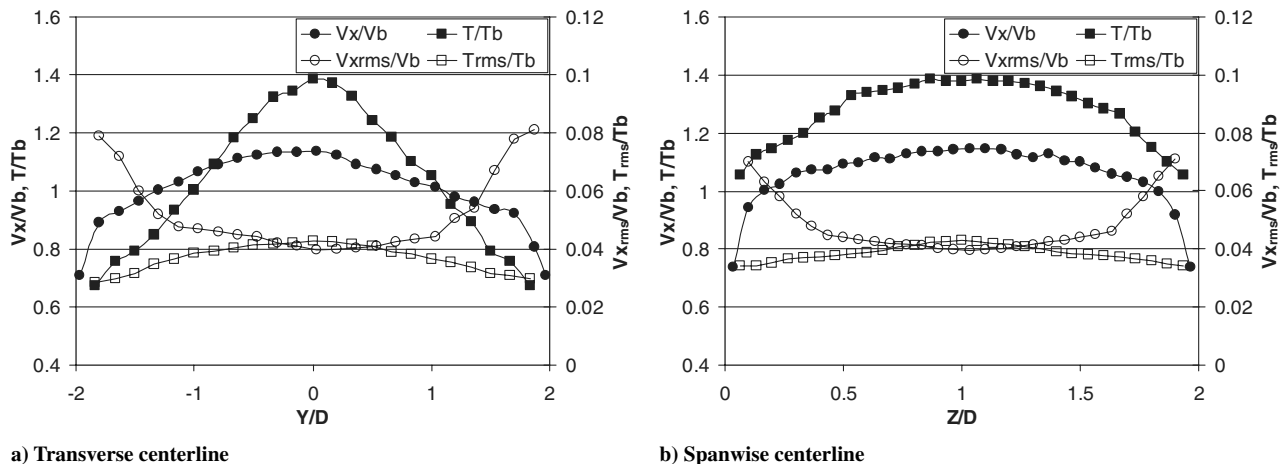 1.6
1.4
1.2
1
0.8
0.6
0.4
Vx/Vb, T/Tb
Vx/Vb T/Tb
Vxrms/Vb Trms/Tb
0.12
0.1
0.08
0.06
0.04
0.02
0
Vxrms/Vb, Trms/Tb
-2 -1 0 1 2
Y/D
a) Transverse centerline
1.6
1.4
1.2
1
0.8
0.6
0.4
Vx/Vb, T/Tb
Vx/Vb T/Tb
Vxrms/Vb Trms/Tb
0.12
0.1
0.08
0.06
0.04
0.02
0
Vxrms/Vb, Trms/Tb
0 0.5 1 1.5 2
Z/D
b) Spanwise centerline